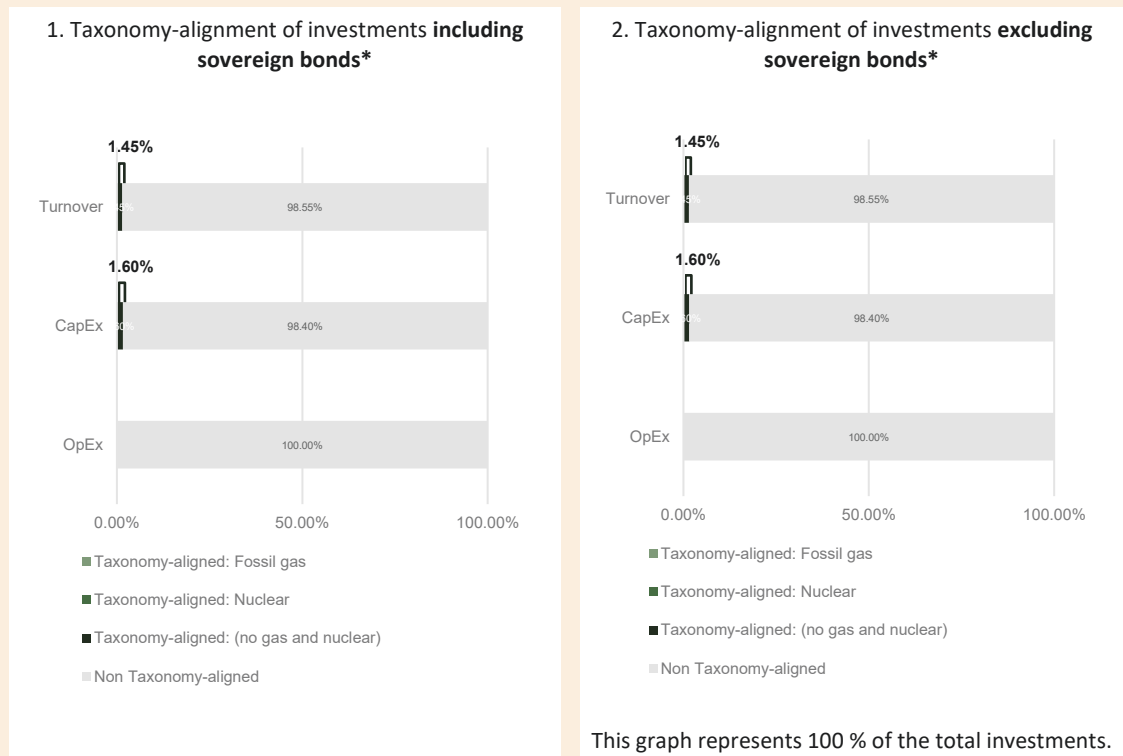 1. Taxonomy-alignment of investments including
sovereign bonds*
1.45%
Turnover
98.55%
1.60%
CapEx
98.40%
OpEx
100.00%
0.00%
50.00%
100.00%
Taxonomy-aligned: Fossil gas
Taxonomy-aligned: Nuclear
Taxonomy-aligned: (no gas and nuclear)
Non Taxonomy-aligned
2. Taxonomy-alignment of investments excluding
sovereign bonds*
1.45%
Turnover
98.55%
1.60%
CapEx
98.40%
OpEx
100.00%
0.00%
50.00%
100.00%
Taxonomy-aligned: Fossil gas
Taxonomy-aligned: Nuclear
Taxonomy-aligned: (no gas and nuclear)
Non Taxonomy-aligned
This graph represents 100 % of the total investments.